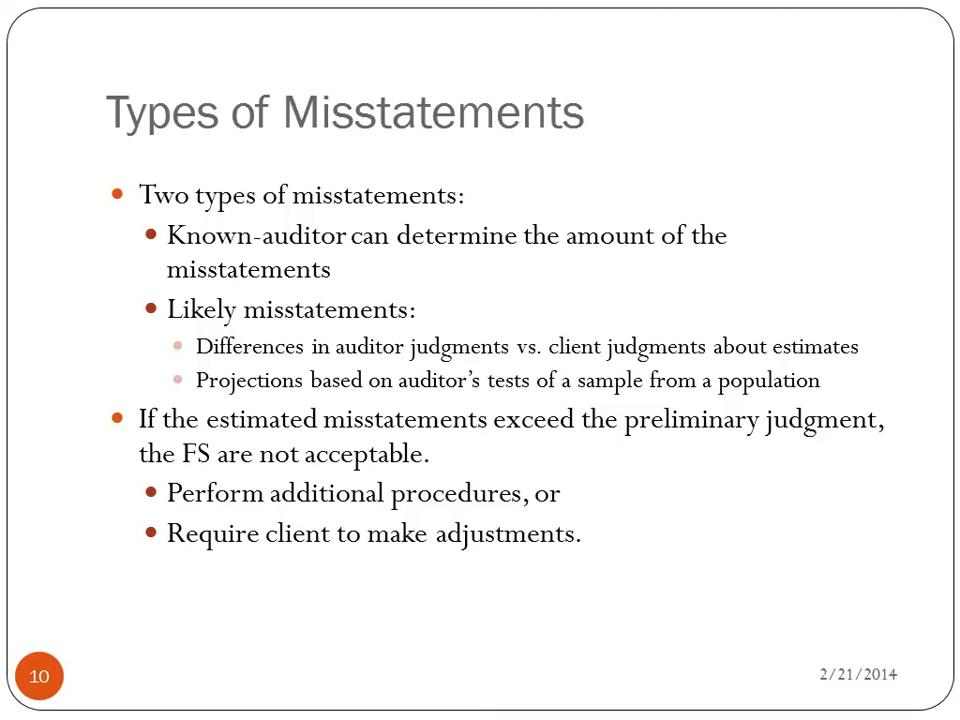 Types of Misstatements
Two types of misstatements:
Known-auditor can determine the amount of the
misstatements
Likely misstatements:
Differences in auditor judgments vs. client judgments about estimates
Projections based on auditor’s tests of a sample from a population
If the estimated misstatements exceed the preliminary judgment,
the FS are not acceptable.
Perform additional procedures, or
Require client to make adjustments.
10
2/21/2014